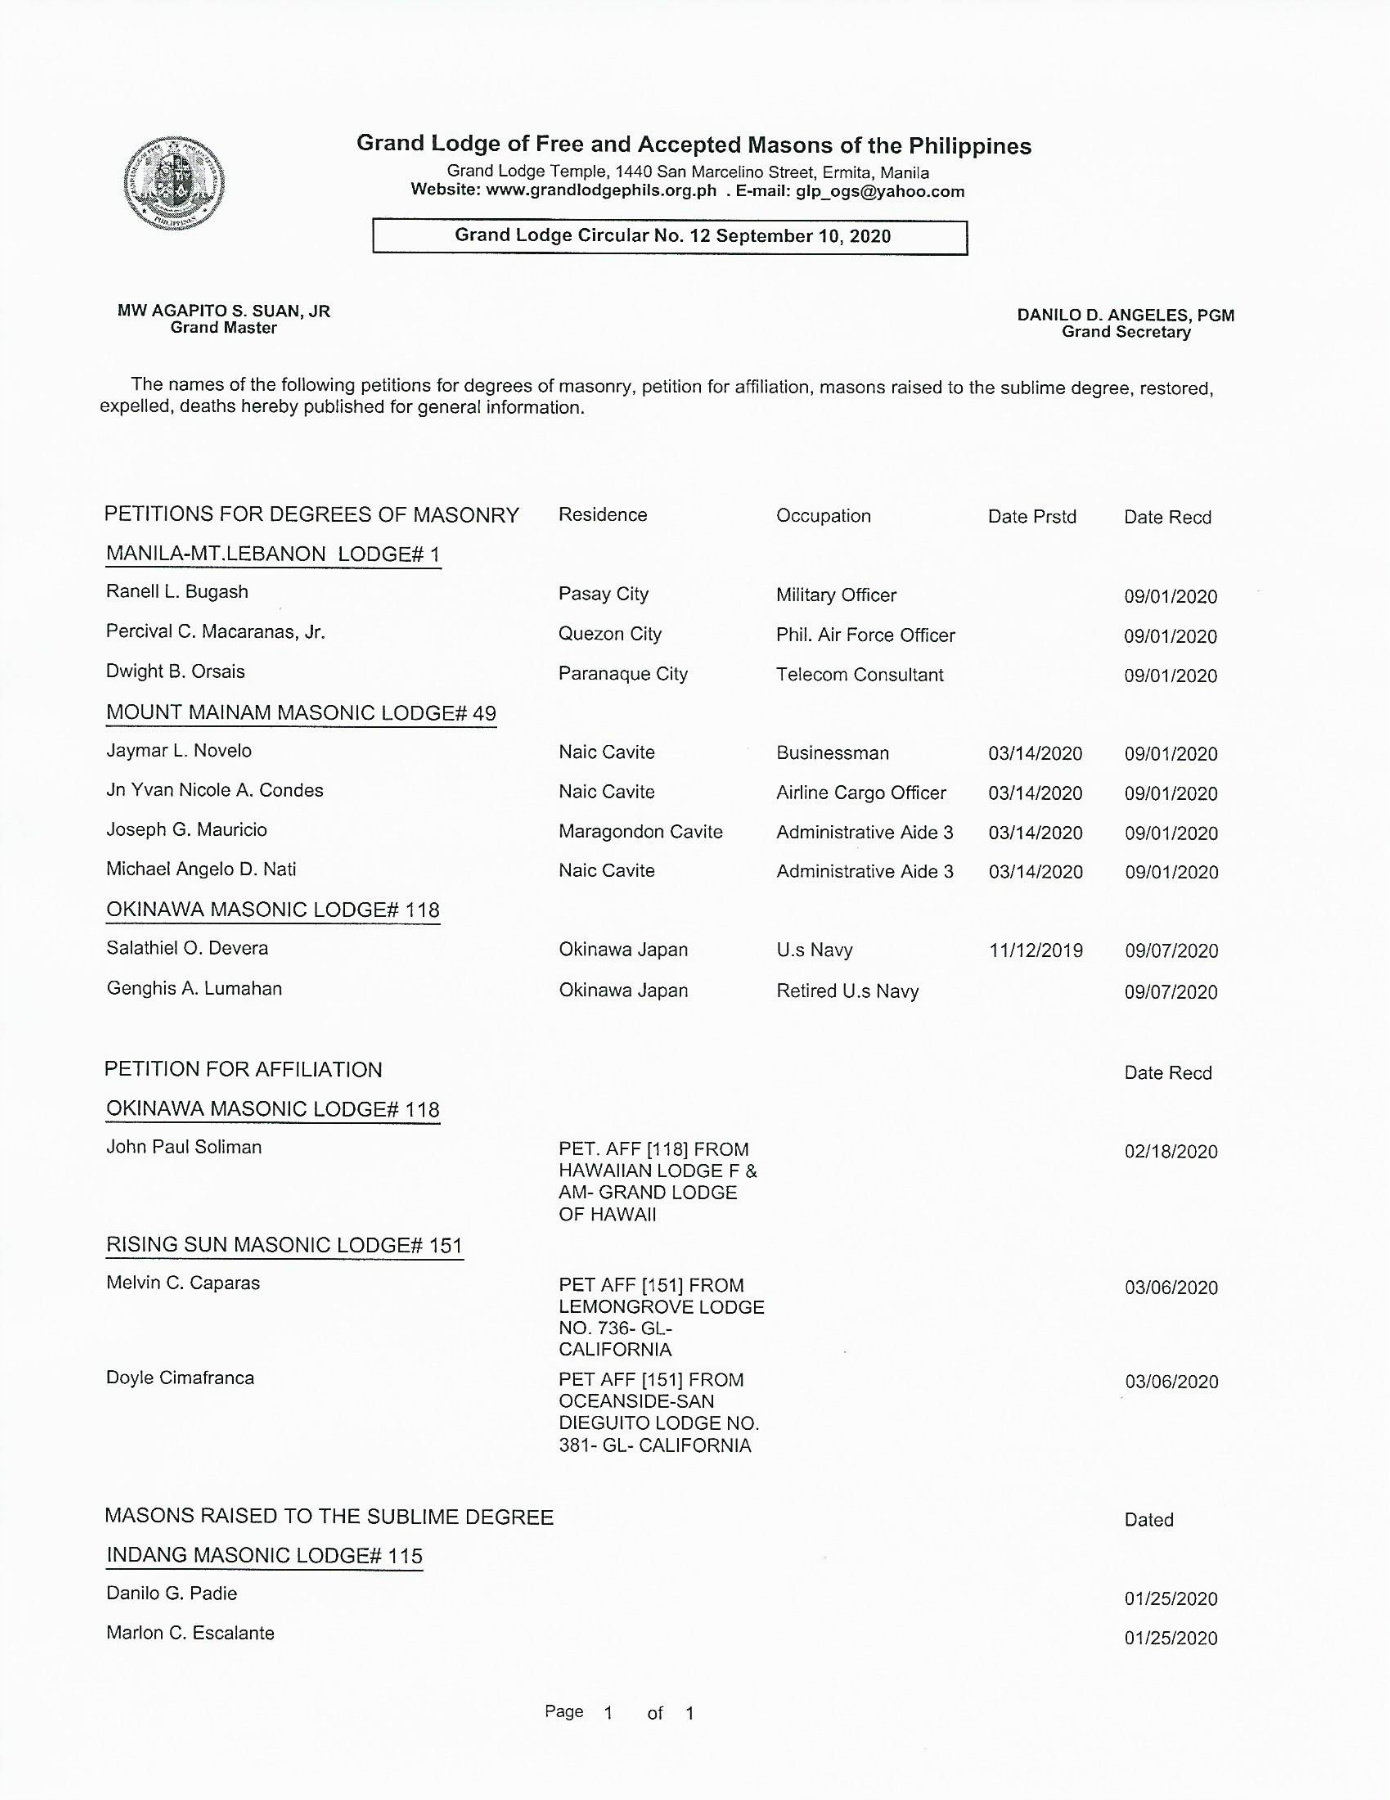 Grand Lodge of Free and Accepted Masons of the Philippines
Grand Lodge Temple, 1440 San Marcelino Street, Ermita, Manila
Website: www.grandlodgephils.org.ph . E-mail: glp_ogs@yahoo.com
PHILIPPINES
Grand Lodge Circular No. 12 September 10, 2020
MW AGAPITO S. SUAN, JR
Grand Master
DANILO D. ANGELES, PGM
Grand Secretary
The names of the following petitions for degrees of masonry, petition for affiliation, masons raised to the sublime degree, restored,
expelled, deaths hereby published for general information.
PETITIONS FOR DEGREES OF MASONRY Residence Occupation Date Prstd Date Recd
MANILA-MT.LEBANON LODGE# 1
Ranell L. Bugash Pasay City Military Officer 09/01/2020
Percival C. Macaranas, Jr. Quezon City Phil. Air Force Officer 09/01/2020
Dwight B. Orsais Paranaque City Telecom Consultant 09/01/2020
MOUNT MAINAM MASONIC LODGE# 49
Jaymar L. Novelo Naic Cavite Businessman 03/14/2020 09/01/2020
Jn Yvan Nicole A. Condes Naic Cavite Airline Cargo Officer 03/14/2020 09/01/2020
Joseph G. Mauricio Maragondon Cavite Administrative Aide 3 03/14/2020 09/01/2020
Michael Angelo D. Nati Naic Cavite Administrative Aide 3 03/14/2020 09/01/2020
OKINAWA MASONIC LODGE# 118
Salathiel O. Devera Okinawa Japan U.s Navy 11/12/2019 09/07/2020
Genghis A. Lumahan Okinawa Japan Retired U.s Navy 09/07/2020
PETITION FOR AFFILIATION Date Recd
OKINAWA MASONIC LODGE# 118
John Paul Soliman PET. AFF [118] FROM 02/18/2020
HAWAIIAN LODGE F &
AM- GRAND LODGE
OF HAWAII
RISING SUN MASONIC LODGE# 151
Melvin C. Caparas PET AFF [151] FROM 03/06/2020
LEMONGROVE LODGE
NO. 736- GL-
CALIFORNIA
Doyle Cimafranca PET AFF [151] FROM 03/06/2020
OCEANSIDE-SAN
DIEGUITO LODGE NO.
381- GL- CALIFORNIA
MASONS RAISED TO THE SUBLIME DEGREE Dated
INDANG MASONIC LODGE# 115
Danilo G. Padie 01/25/2020
Marlon C. Escalante 01/25/2020
Page 1 of 1